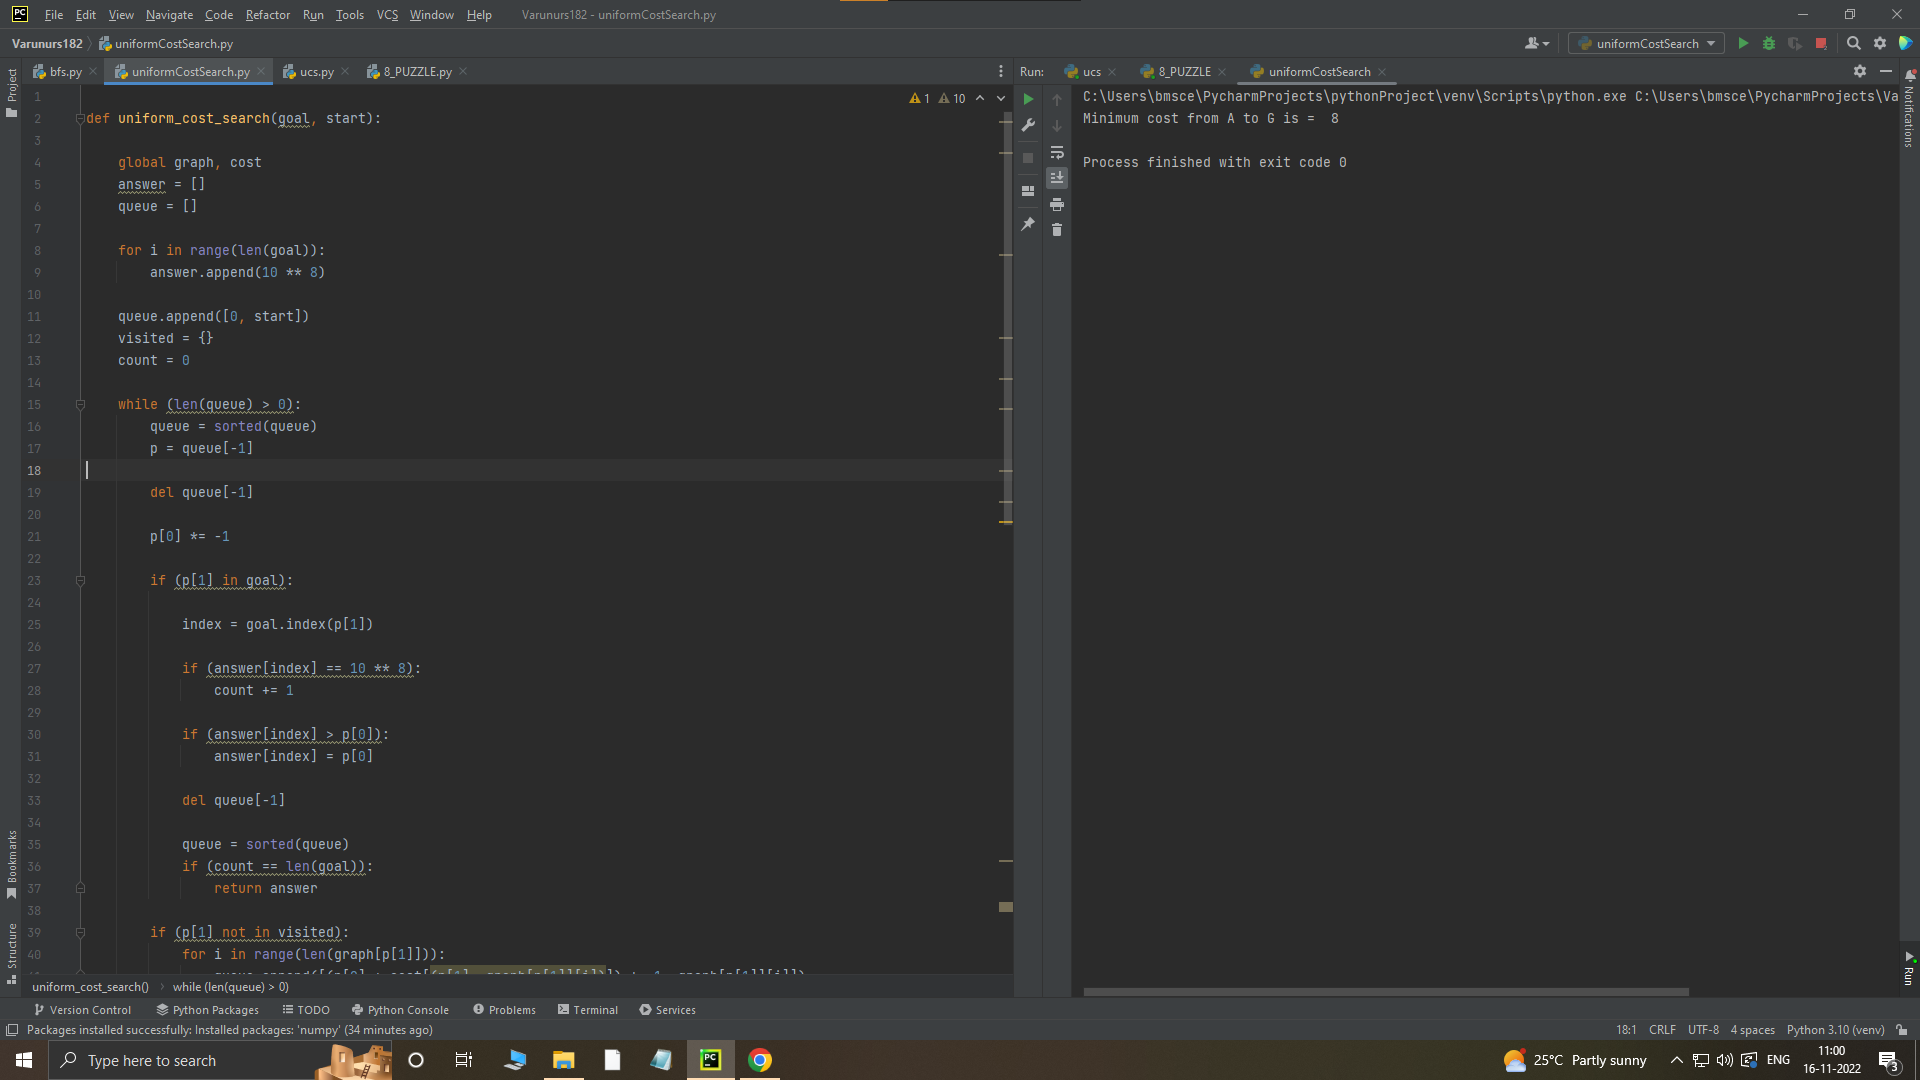 PC File Edit View Navigate Code Refactor Run Tools VCS Window Help Varunurs182 - uniformCostSearch.py
Varunurs182 uniformCostSearch.py uniformCostSearch
Project
bfs.py uniformCostSearch.py ucs.py 8_PUZZLE.py
1 10
1
2 def uniform_cost_search(goal, start):
3
4 global graph, cost
5 answer = []
6 queue = []
7
8 for i in range(len(goal)):
9 answer.append(10 ** 8)
10
11 queue.append([0, start])
12 visited = {}
13 count = 0
14
15 while (len(queue) > 0):
16 queue = sorted(queue)
17 p = queue[-1]
18
19 del queue[-1]
20
21 p[0] *= -1
22
23 if (p[1] in goal):
24
25 index = goal.index(p[1])
26
27 if (answer[index] == 10 ** 8):
28 count += 1
29
30 if (answer[index] > p[0]):
31 answer[index] = p[0]
32
33 del queue[-1]
34
35 queue = sorted(queue)
36 if (count == len(goal)):
37 return answer
38
39 if (p[1] not in visited):
40 for i in range(len(graph[p[1]])):
Run: ucs 8_PUZZLE uniformCostSearch
C:\Users\bmsce\PycharmProjects\pythonProject\venv\Scripts\python.exe C:\Users\bmsce\PycharmProjects\Va
Minimum cost from A to G is = 8
Process finished with exit code 0
Notifications
Run
Bookmarks
Structure
uniform_cost_search() while (len(queue) > 0)
Version Control Python Packages TODO Python Console Problems Terminal Services
Packages installed successfully: Installed packages: 'numpy' (34 minutes ago) 18:1 CRLF UTF-8 4 spaces Python 3.10 (venv)
Type here to search PC 25°C Partly sunny ENG 11:00
16-11-2022 3